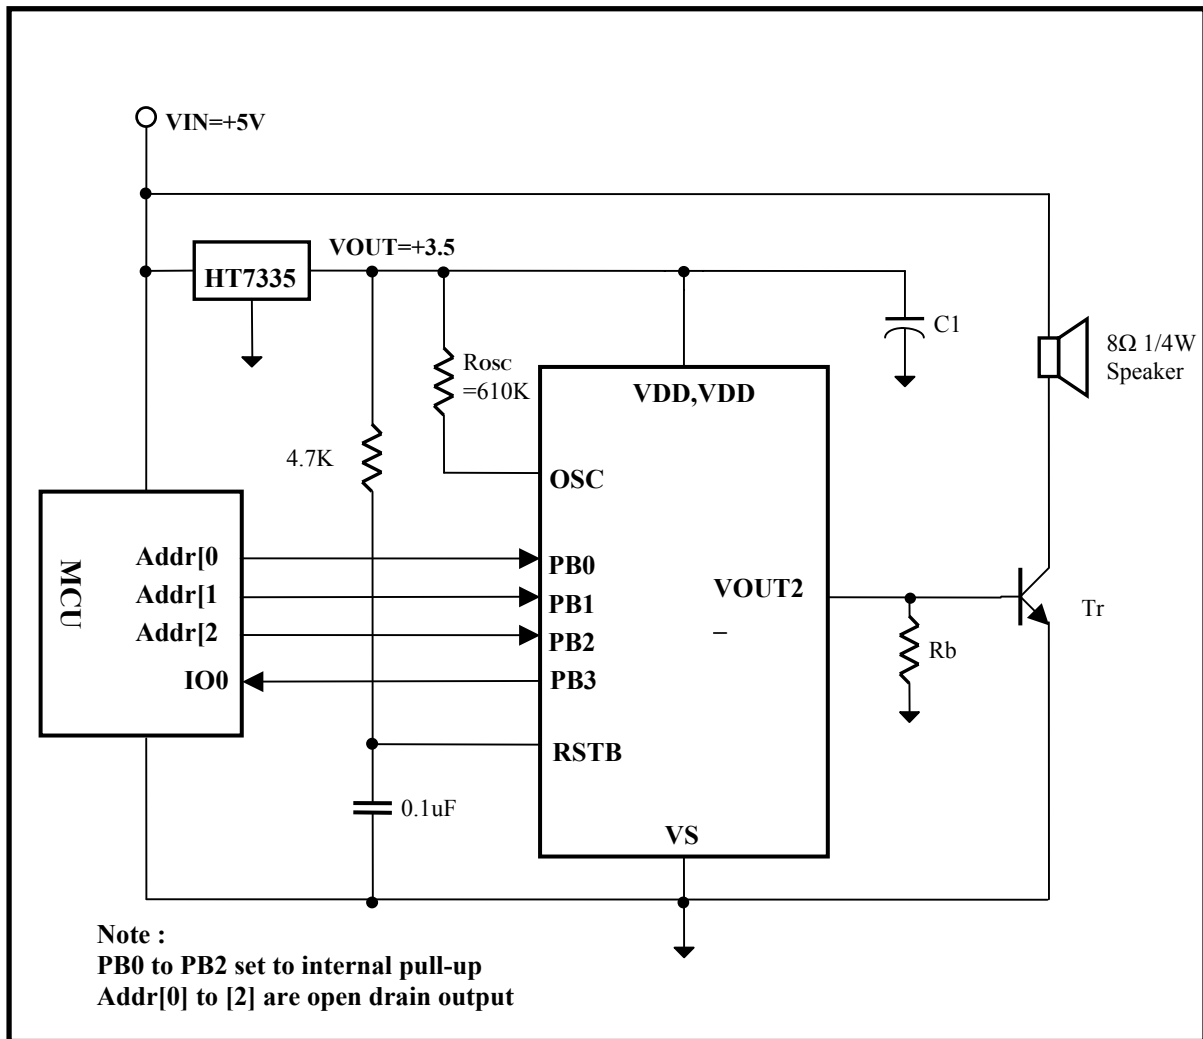 VIN=+5V
VOUT=+3.5
HT7335
C1
8Ω 1/4W
Speaker
Rosc
=610K
VDD,VDD
4.7K
OSC
MCU
Addr[0
Addr[1
Addr[2
IO0
PB0
PB1
PB2
PB3
RSTB
VOUT2
_
Tr
Rb
0.1uF
VS
Note :
PB0 to PB2 set to internal pull-up
Addr[0] to [2] are open drain output